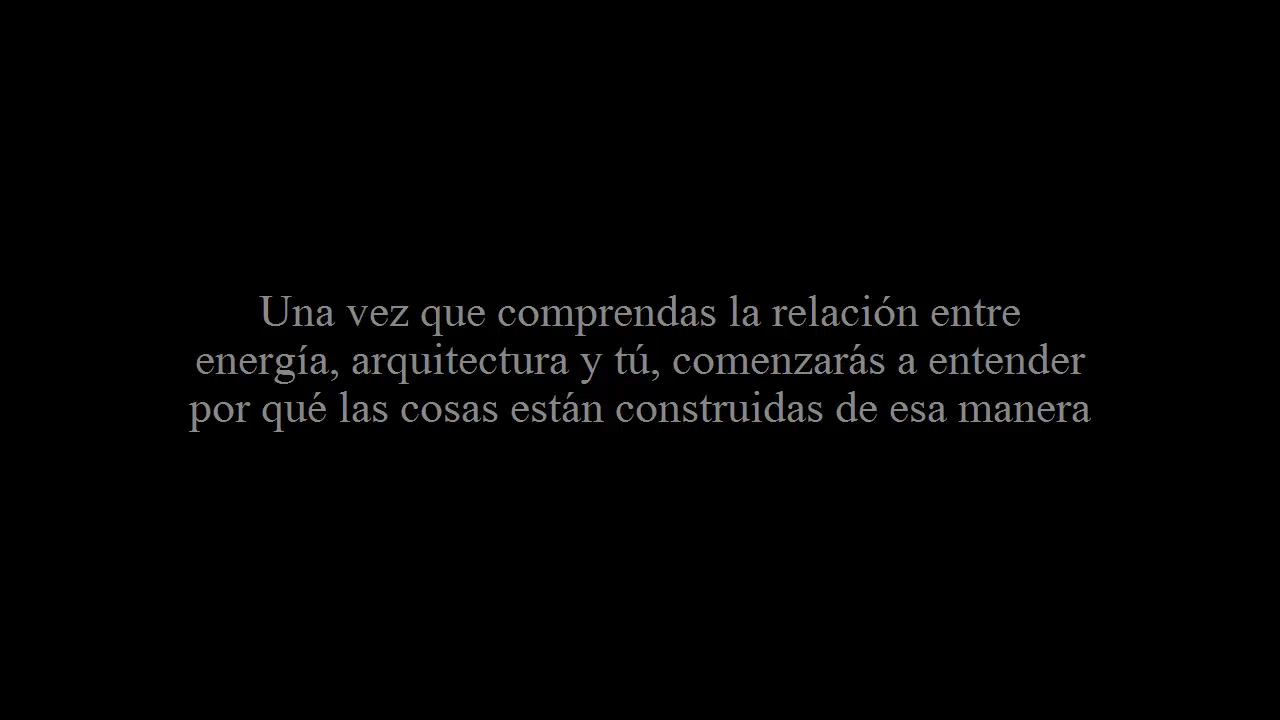 Una vez que comprendas la relación entre
energía, arquitectura y tú, comenzarás a entender
por qué las cosas están construidas de esa manera